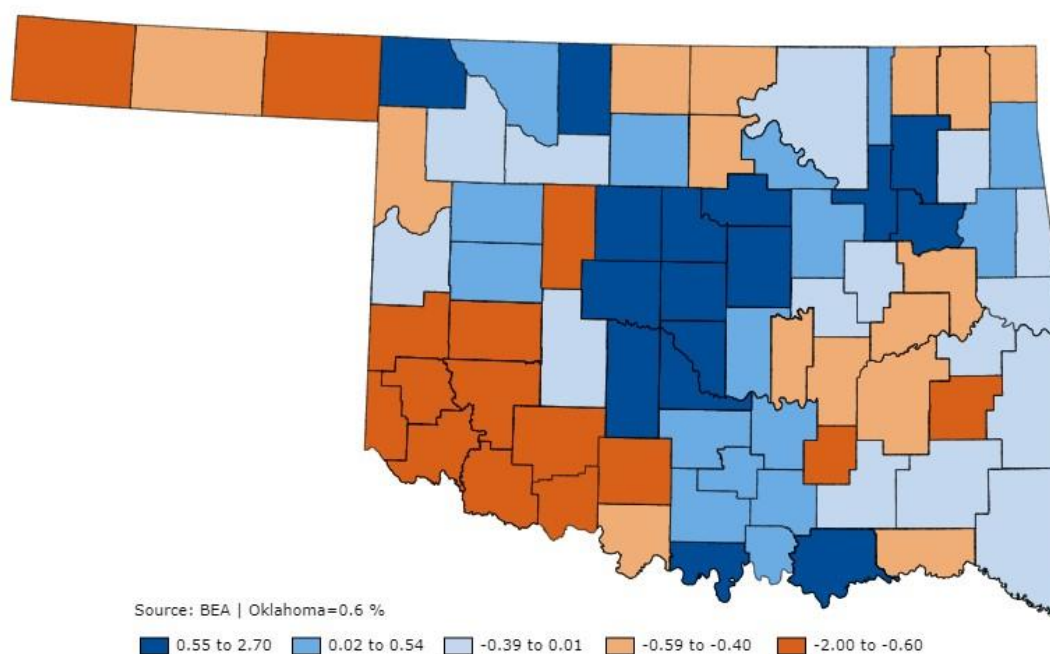 Source: BEA | Oklahoma=0.6 %
0.55 to 2.70 0.02 to 0.54 -0.39 to 0.01 -0.59 to -0.40 -2.00 to -0.60